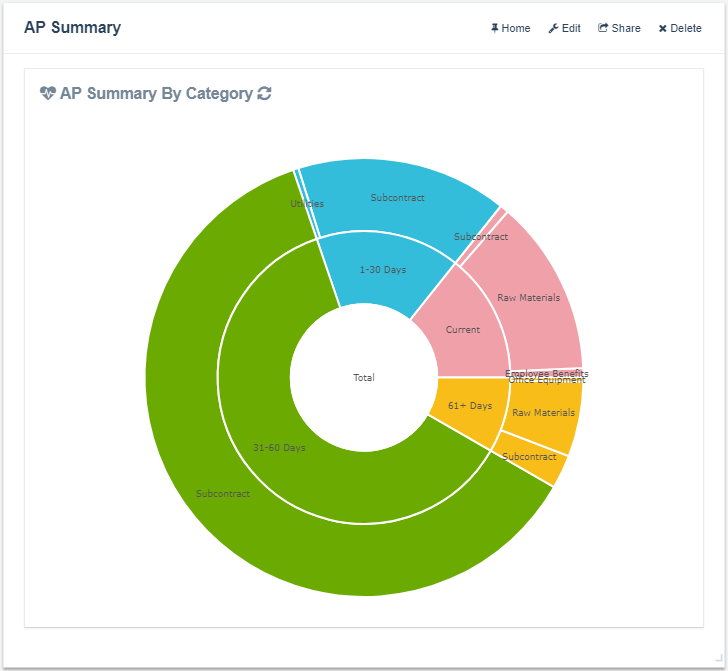 AP Summary
Home Edit Share Delete
AP Summary By Category
Utilities
Subcontract
Subcontract
1-30 Days
Raw Materials
Current
Employee Benefits
Total
Office Equipment
61+ Days
Raw Materials
31-60 Days
Subcontract
Subcontract